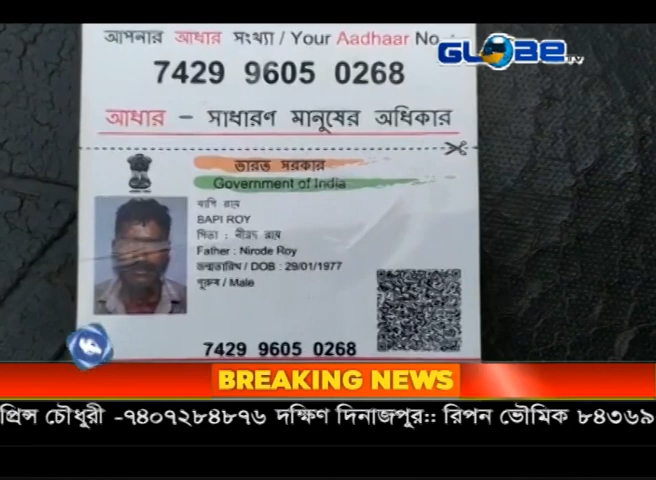 আপনার আধার সংখ্যা / Your Aadhaar No. :
GLOBE TV
7429 9605 0268
আধার – সাধারণ মানুষের অধিকার
ভারত সরকার
Government of India
বাপি রায়
BAPI ROY
পিতা : নীরদ রায়
Father : Nirode Roy
জন্মতারিখ / DOB : 29/01/1977
পুরুষ / Male
7429 9605 0268
BREAKING NEWS
প্রিন্স চৌধুরী -৭৪০৭২৮৪৮৭৬ দক্ষিণ দিনাজপুর:: রিপন ভৌমিক ৮৪৩৬৯